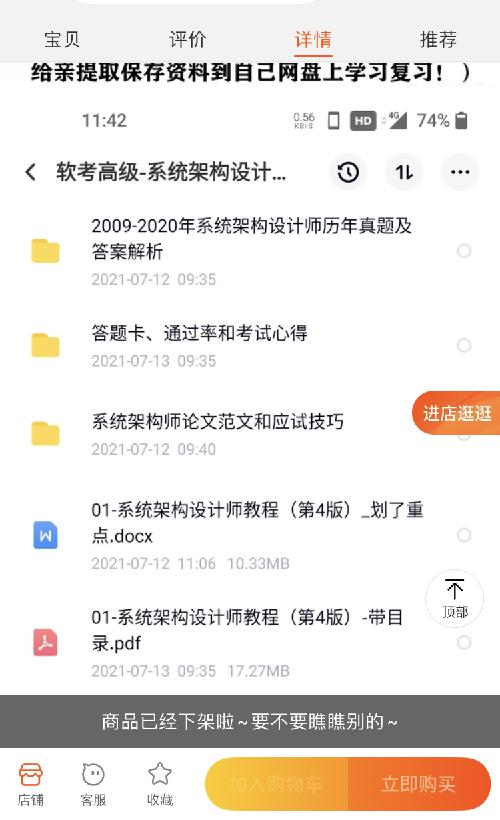 宝贝 评价 详情 推荐
给亲提取保存资料到自己网盘上学习复习！）
11:42 0.56 KB/S HD 4G 74%
软考高级-系统架构设计...
2009-2020年系统架构设计师历年真题及
答案解析
2021-07-12 09:35
答题卡、通过率和考试心得
2021-07-13 09:35
进店逛逛
系统架构师论文范文和应试技巧
2021-07-12 09:40
01-系统架构设计师教程（第4版）_划了重
点.docx
2021-07-12 11:06 10.33MB
顶部
01-系统架构设计师教程（第4版）-带目
录.pdf
2021-07-13 09:35 17.27MB
商品已经下架啦~要不要瞧瞧别的~
店铺 客服 收藏 加入购物车 立即购买